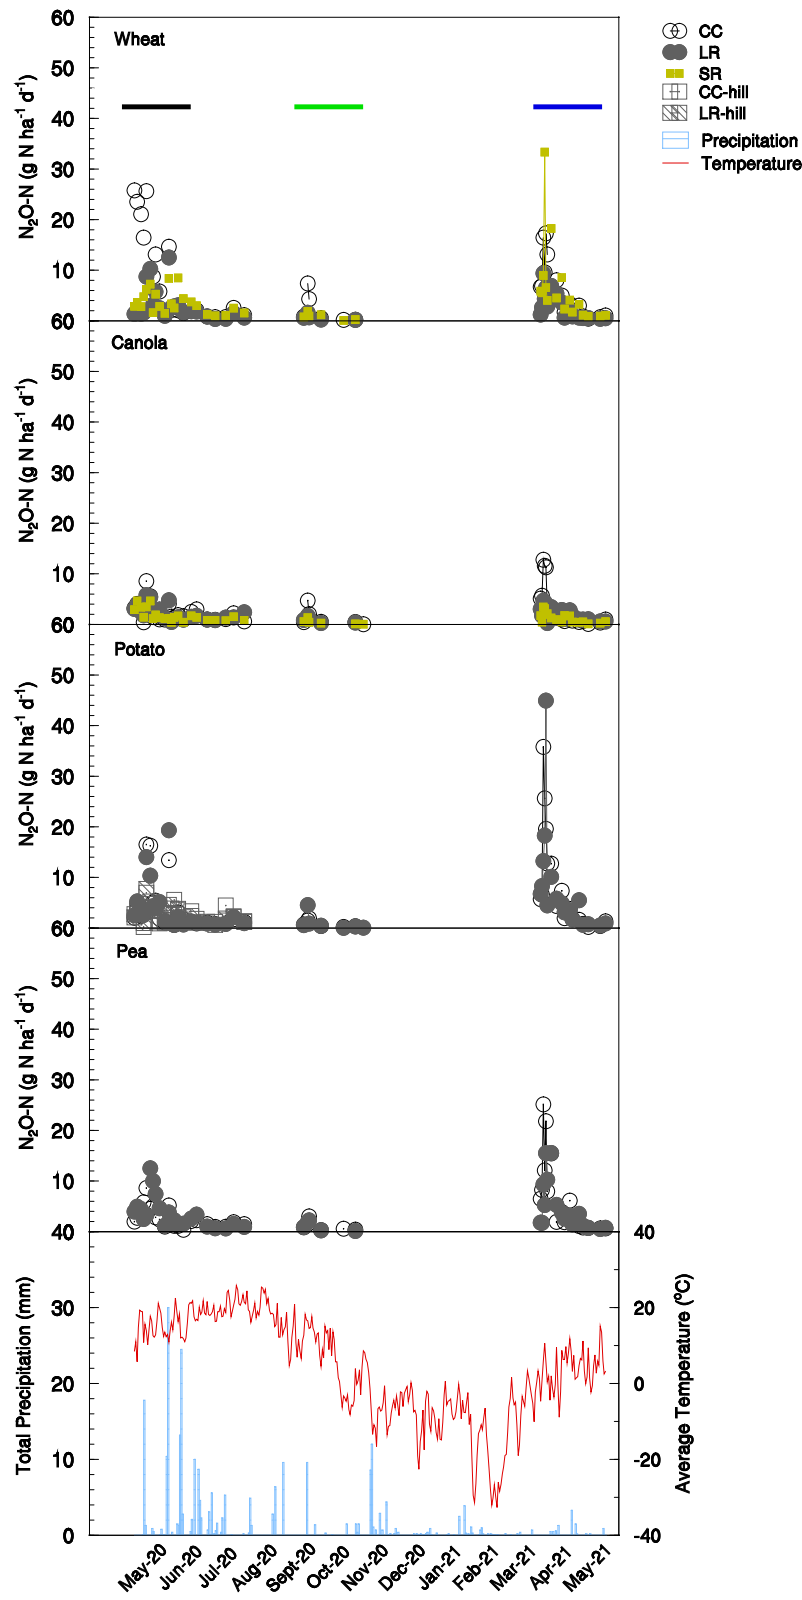 CC
LR
SR
CC-hill
LR-hill
Precipitation
Temperature
60
Wheat
50
40
30
20
10
N₂O-N (g N ha⁻¹ d⁻¹)
60
Canola
50
40
30
20
10
N₂O-N (g N ha⁻¹ d⁻¹)
60
Potato
50
40
30
20
10
N₂O-N (g N ha⁻¹ d⁻¹)
60
Pea
50
40
30
20
10
N₂O-N (g N ha⁻¹ d⁻¹)
40
30
20
10
0
Total Precipitation (mm)
40
20
0
-20
-40
Average Temperature (⁰C)
May-20
Jun-20
Jul-20
Aug-20
Sept-20
Oct-20
Nov-20
Dec-20
Jan-21
Feb-21
Mar-21
Apr-21
May-21